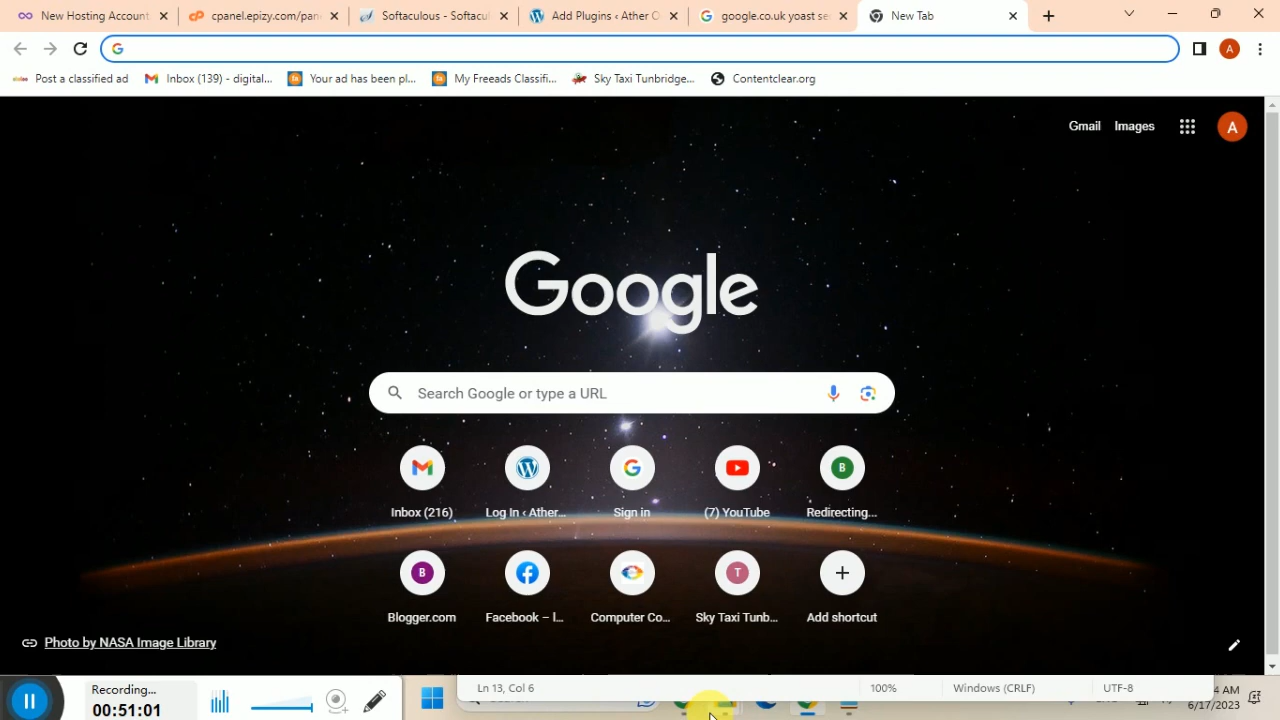 New Hosting Account
cpanel.epizy.com/pan
Softaculous - Softacul
Add Plugins ‹ Ather O
google.co.uk yoast se
New Tab
A
Post a classified ad
Inbox (139) - digital...
Your ad has been pl...
My Freeads Classifi...
Sky Taxi Tunbridge...
Contentclear.org
Gmail
Images
A
Google
Search Google or type a URL
B
Inbox (216)
Log In ‹ Ather...
Sign in
(7) YouTube
Redirecting...
B
T
Blogger.com
Facebook – l...
Computer Co...
Sky Taxi Tunb...
Add shortcut
Photo by NASA Image Library
Recording...
00:51:01
Ln 13, Col 6
100%
Windows (CRLF)
UTF-8
4 AM
6/17/2023